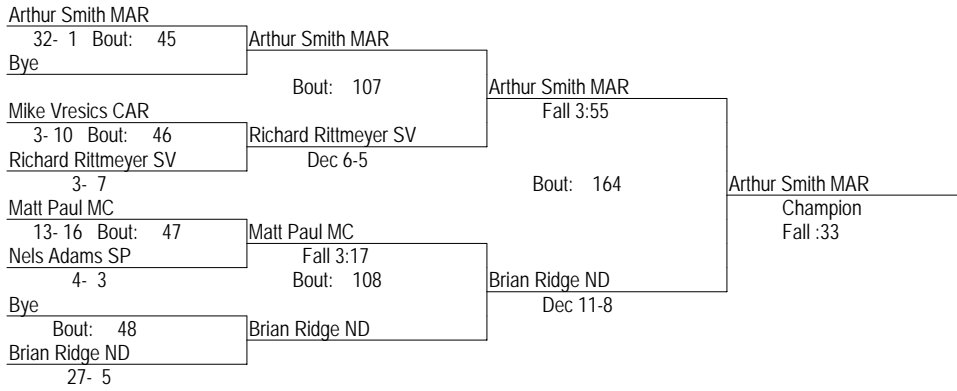 Arthur Smith MAR
32- 1 Bout: 45
Arthur Smith MAR
Bye
Bout: 107
Arthur Smith MAR
Fall 3:55
Mike Vresics CAR
3- 10 Bout: 46
Richard Rittmeyer SV
Richard Rittmeyer SV
Dec 6-5
3- 7
Bout: 164
Arthur Smith MAR
Champion
Fall :33
Matt Paul MC
13- 16 Bout: 47
Matt Paul MC
Nels Adams SP
Fall 3:17
4- 3
Bout: 108
Brian Ridge ND
Dec 11-8
Bye
Bout: 48
Brian Ridge ND
Brian Ridge ND
27- 5